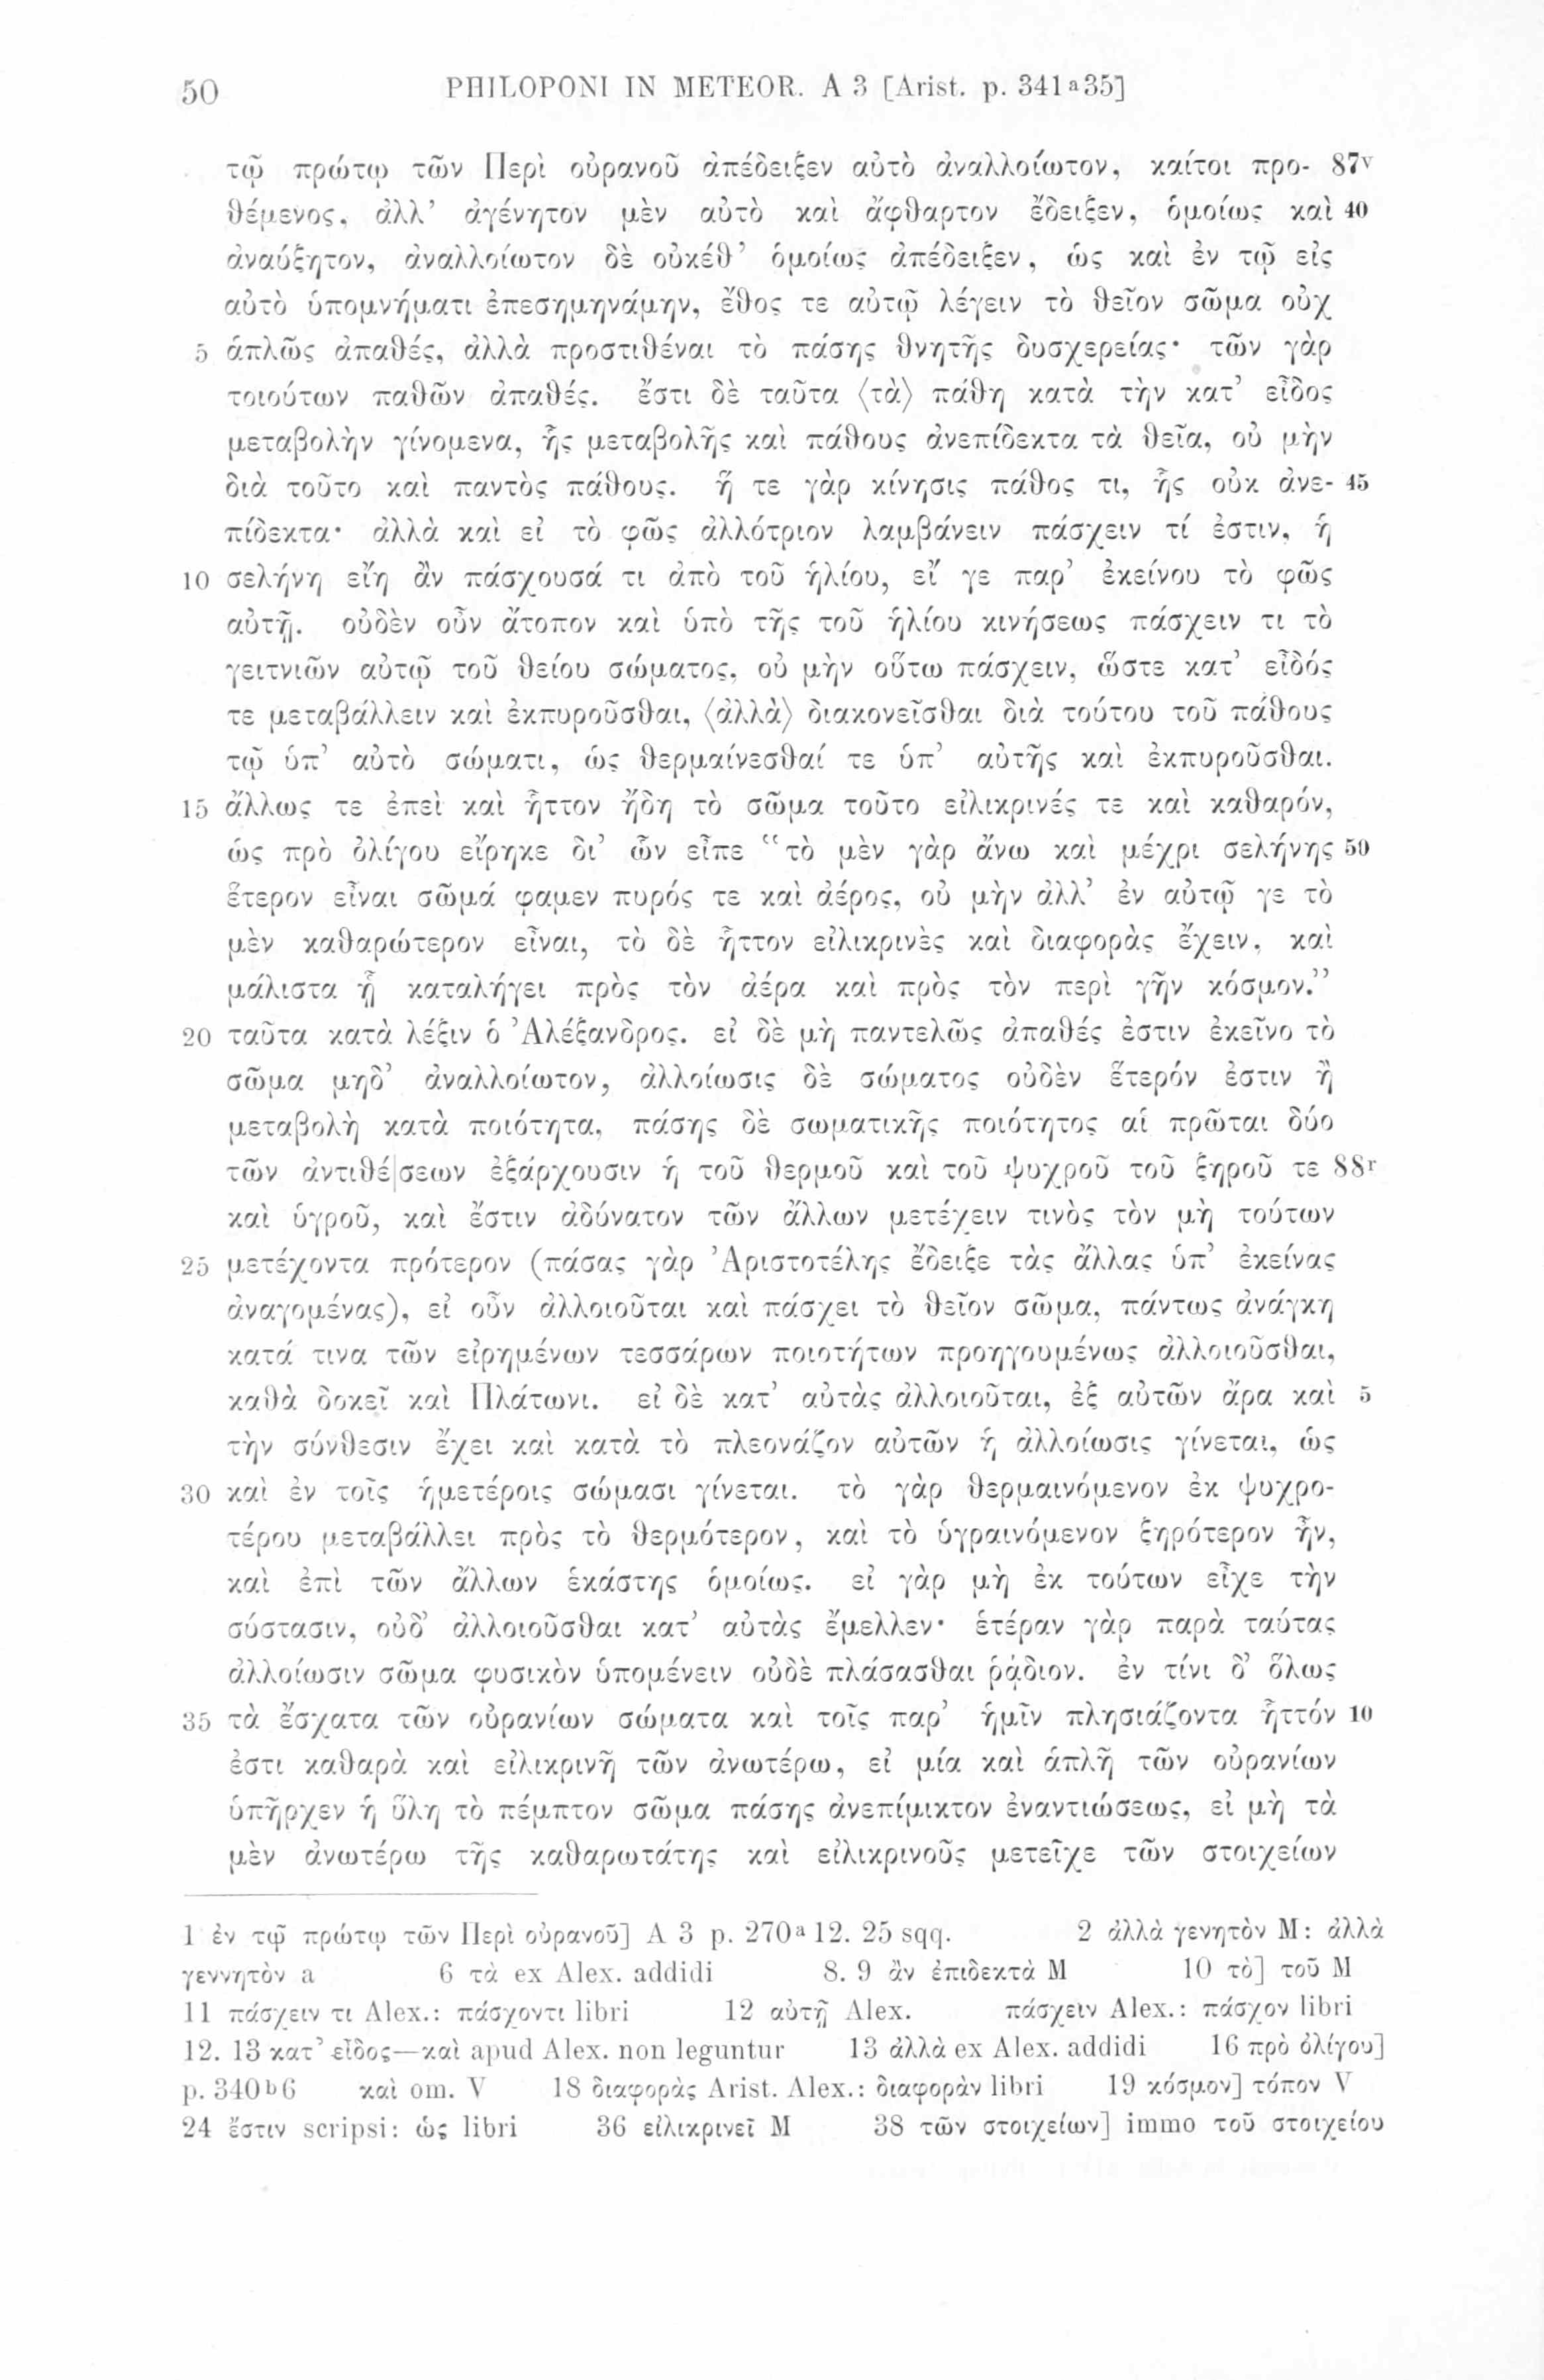 50 PHILOPONI IN METEOR. A 3 [Arist. p. 341ᵃ35]
τῷ πρώτῳ τῶν Περὶ οὐρανοῦ ἀπέδειξεν αὐτὸ ἀναλλοίωτον, καίτοι προ- 87ᵛ
θέμενος, ἀλλ’ ἀγένητον μὲν αὐτὸ καὶ ἄφθαρτον ἔδειξεν, ὁμοίως καὶ 40
ἀναύξητον, ἀναλλοίωτον δὲ οὐκέθ’ ὁμοίως ἀπέδειξεν, ὡς καὶ ἐν τῷ εἰς
αὐτὸ ὑπομνήματι ἐπεσημηνάμην, ἔθος τε αὐτῷ λέγειν τὸ θεῖον σῶμα οὐχ
5 ἁπλῶς ἀπαθές, ἀλλὰ προστιθέναι τὸ πάσης θνητῆς δυσχερείας· τῶν γὰρ
τοιούτων παθῶν ἀπαθές. ἔστι δὲ ταῦτα ⟨τὰ⟩ πάθη κατὰ τὴν κατ’ εἶδος
μεταβολὴν γίνομενα, ἧς μεταβολῆς καὶ πάθους ἀνεπίδεκτα τὰ θεῖα, οὐ μὴν
διὰ τοῦτο καὶ παντὸς πάθους. ἥ τε γὰρ κίνησις πάθος τι, ἧς οὐκ ἀνε- 45
πίδεκτα· ἀλλὰ καὶ εἰ τὸ φῶς ἀλλότριον λαμβάνειν πάσχειν τί ἐστιν, ἡ
10 σελήνη εἴη ἂν πάσχουσά τι ἀπὸ τοῦ ἡλίου, εἴ γε παρ’ ἐκείνου τὸ φῶς
αὐτῇ. οὐδὲν οὖν ἄτοπον καὶ ὑπὸ τῆς τοῦ ἡλίου κινήσεως πάσχειν τι τὸ
γειτνιῶν αὐτῷ τοῦ θείου σώματος, οὐ μὴν οὕτω πάσχειν, ὥστε κατ’ εἶδός
τε μεταβάλλειν καὶ ἐκπυροῦσθαι, ⟨ἀλλὰ⟩ διακονεῖσθαι διὰ τούτου τοῦ πάθους
τῷ ὑπ’ αὐτὸ σώματι, ὡς θερμαίνεσθαί τε ὑπ’ αὐτῆς καὶ ἐκπυροῦσθαι.
15 ἄλλως τε ἐπεὶ καὶ ἧττον ἤδη τὸ σῶμα τοῦτο εἰλικρινές τε καὶ καθαρόν,
ὡς πρὸ ὀλίγου εἴρηκε δι’ ὧν εἶπε “τὸ μὲν γὰρ ἄνω καὶ μέχρι σελήνης 50
ἕτερον εἶναι σῶμά φαμεν πυρός τε καὶ ἀέρος, οὐ μὴν ἀλλ’ ἐν αὐτῷ γε τὸ
μὲν καθαρώτερον εἶναι, τὸ δὲ ἧττον εἰλικρινὲς καὶ διαφορὰς ἔχειν, καὶ
μάλιστα ᾗ καταλήγει πρὸς τὸν ἀέρα καὶ πρὸς τὸν περὶ γῆν κόσμον.”
20 ταῦτα κατὰ λέξιν ὁ Ἀλέξανδρος. εἰ δὲ μὴ παντελῶς ἀπαθές ἐστιν ἐκεῖνο τὸ
σῶμα μηδ’ ἀναλλοίωτον, ἀλλοίωσις δὲ σώματος οὐδὲν ἕτερόν ἐστιν ἢ
μεταβολὴ κατὰ ποιότητα, πάσης δὲ σωματικῆς ποιότητος αἱ πρῶται δύο
τῶν ἀντιθέ|σεων ἐξάρχουσιν ἡ τοῦ θερμοῦ καὶ τοῦ ψυχροῦ τοῦ ξηροῦ τε 88ʳ
καὶ ὑγροῦ, καὶ ἔστιν ἀδύνατον τῶν ἄλλων μετέχειν τινὸς τὸν μὴ τούτων
25 μετέχοντα πρότερον (πάσας γὰρ Ἀριστοτέλης ἔδειξε τὰς ἄλλας ὑπ’ ἐκείνας
ἀναγομένας), εἰ οὖν ἀλλοιοῦται καὶ πάσχει τὸ θεῖον σῶμα, πάντως ἀνάγκη
κατά τινα τῶν εἰρημένων τεσσάρων ποιοτήτων προηγουμένως ἀλλοιοῦσθαι,
καθὰ δοκεῖ καὶ Πλάτωνι. εἰ δὲ κατ’ αὐτὰς ἀλλοιοῦται, ἐξ αὐτῶν ἄρα καὶ 5
τὴν σύνθεσιν ἔχει καὶ κατὰ τὸ πλεονάζον αὐτῶν ἡ ἀλλοίωσις γίνεται, ὡς
30 καὶ ἐν τοῖς ἡμετέροις σώμασι γίνεται. τὸ γὰρ θερμαινόμενον ἐκ ψυχρο-
τέρου μεταβάλλει πρὸς τὸ θερμότερον, καὶ τὸ ὑγραινόμενον ξηρότερον ἦν,
καὶ ἐπὶ τῶν ἄλλων ἑκάστης ὁμοίως. εἰ γὰρ μὴ ἐκ τούτων εἶχε τὴν
σύστασιν, οὐδ’ ἀλλοιοῦσθαι κατ’ αὐτὰς ἔμελλεν· ἑτέραν γὰρ παρὰ ταύτας
ἀλλοίωσιν σῶμα φυσικὸν ὑπομένειν οὐδὲ πλάσασθαι ῥᾴδιον. ἐν τίνι δ’ ὅλως
35 τὰ ἔσχατα τῶν οὐρανίων σώματα καὶ τοῖς παρ’ ἡμῖν πλησιάζοντα ἧττόν 10
ἐστι καθαρὰ καὶ εἰλικρινῆ τῶν ἀνωτέρω, εἰ μία καὶ ἁπλῆ τῶν οὐρανίων
ὑπῆρχεν ἡ ὕλη τὸ πέμπτον σῶμα πάσης ἀνεπίμικτον ἐναντιώσεως, εἰ μὴ τὰ
μὲν ἀνωτέρω τῆς καθαρωτάτης καὶ εἰλικρινοῦς μετεῖχε τῶν στοιχείων
1 ἐν τῷ πρώτῳ τῶν Περὶ οὐρανοῦ] A 3 p. 270ᵃ12. 25 sqq. 2 ἀλλὰ γενητὸν M: ἀλλὰ
γεννητὸν a 6 τὰ ex Alex. addidi 8. 9 ἂν ἐπιδεκτὰ M 10 τὸ] τοῦ M
11 πάσχειν τι Alex.: πάσχοντι libri 12 αὐτῇ Alex. πάσχειν Alex.: πάσχον libri
12. 13 κατ’ εἶδος—καὶ apud Alex. non leguntur 13 ἀλλὰ ex Alex. addidi 16 πρὸ ὀλίγου]
p. 340ᵇ6 καὶ om. V 18 διαφορὰς Arist. Alex.: διαφορὰν libri 19 κόσμον] τόπον V
24 ἔστιν scripsi: ὡς libri 36 εἰλικρινεῖ M 38 τῶν στοιχείων] immo τοῦ στοιχείου